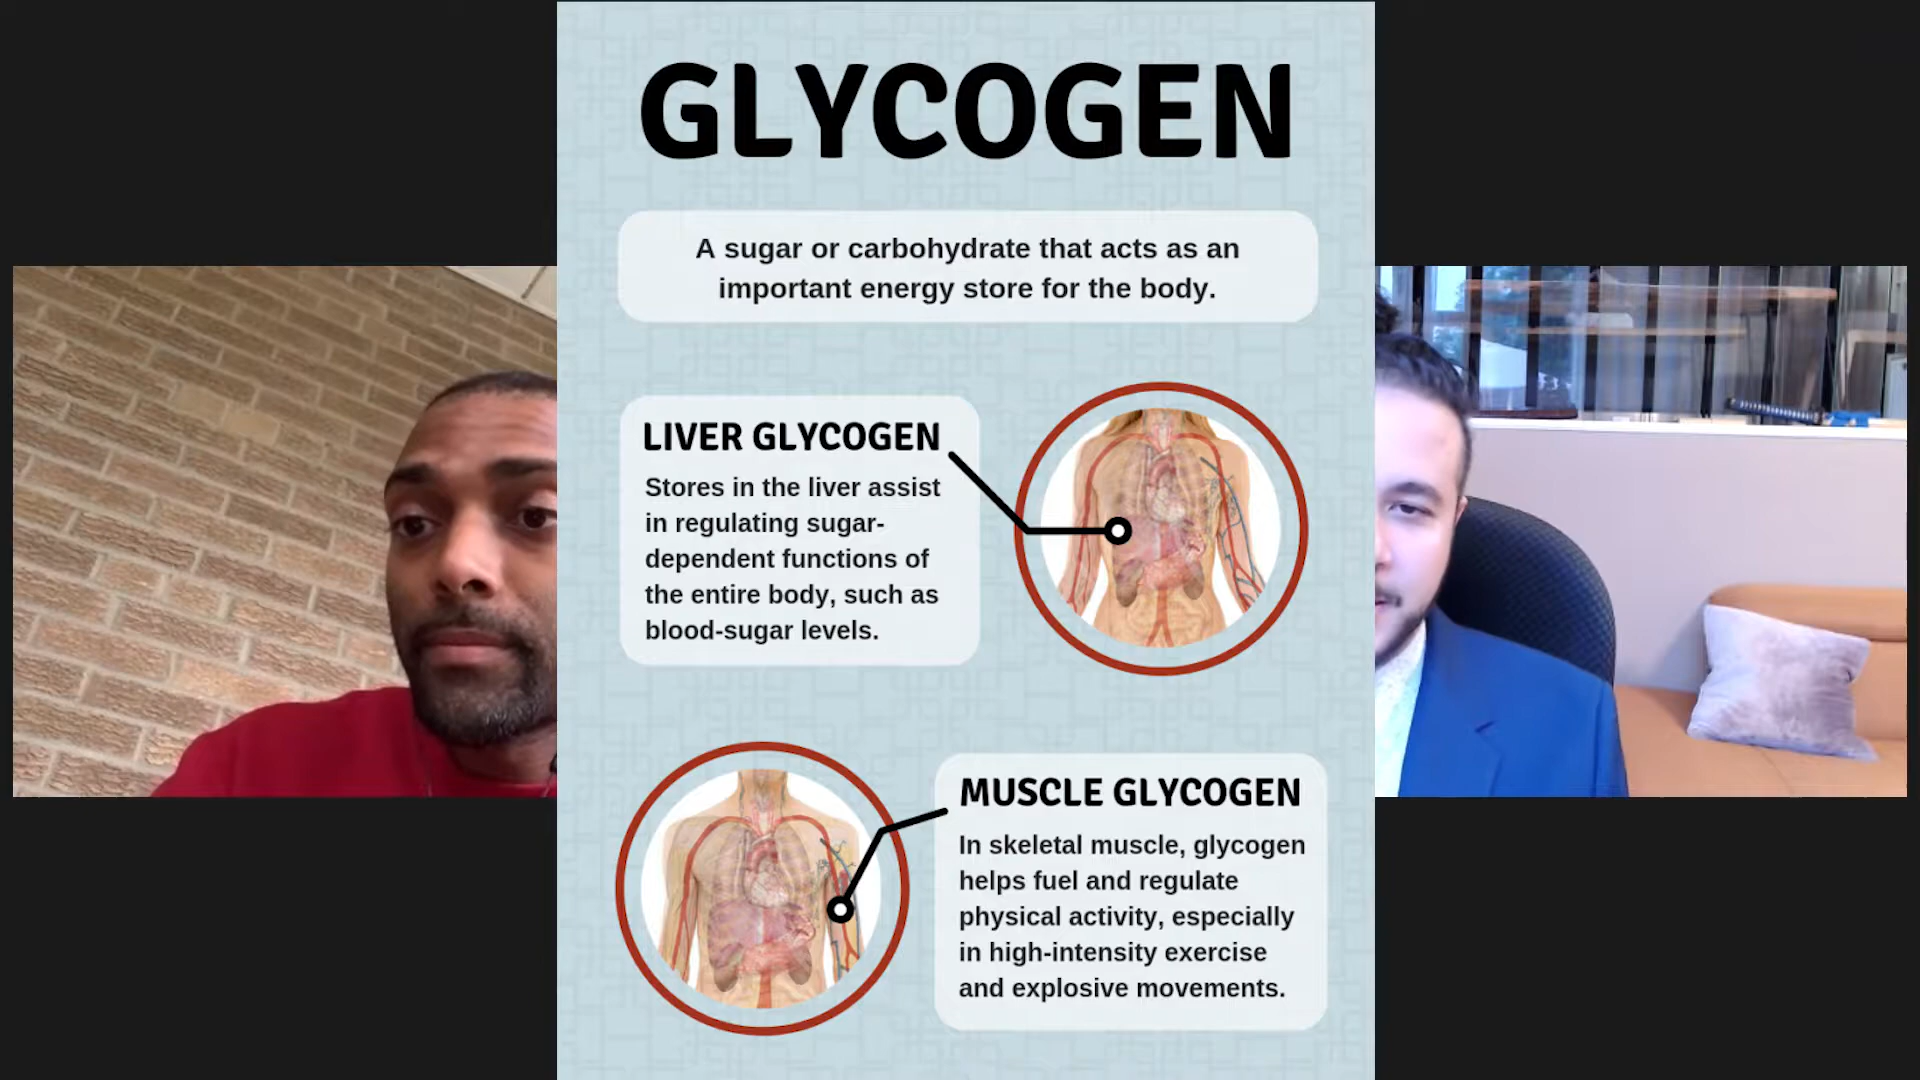 GLYCOGEN
A sugar or carbohydrate that acts as an
important energy store for the body.
LIVER GLYCOGEN
Stores in the liver assist
in regulating sugar-
dependent functions of
the entire body, such as
blood-sugar levels.
MUSCLE GLYCOGEN
In skeletal muscle, glycogen
helps fuel and regulate
physical activity, especially
in high-intensity exercise
and explosive movements.